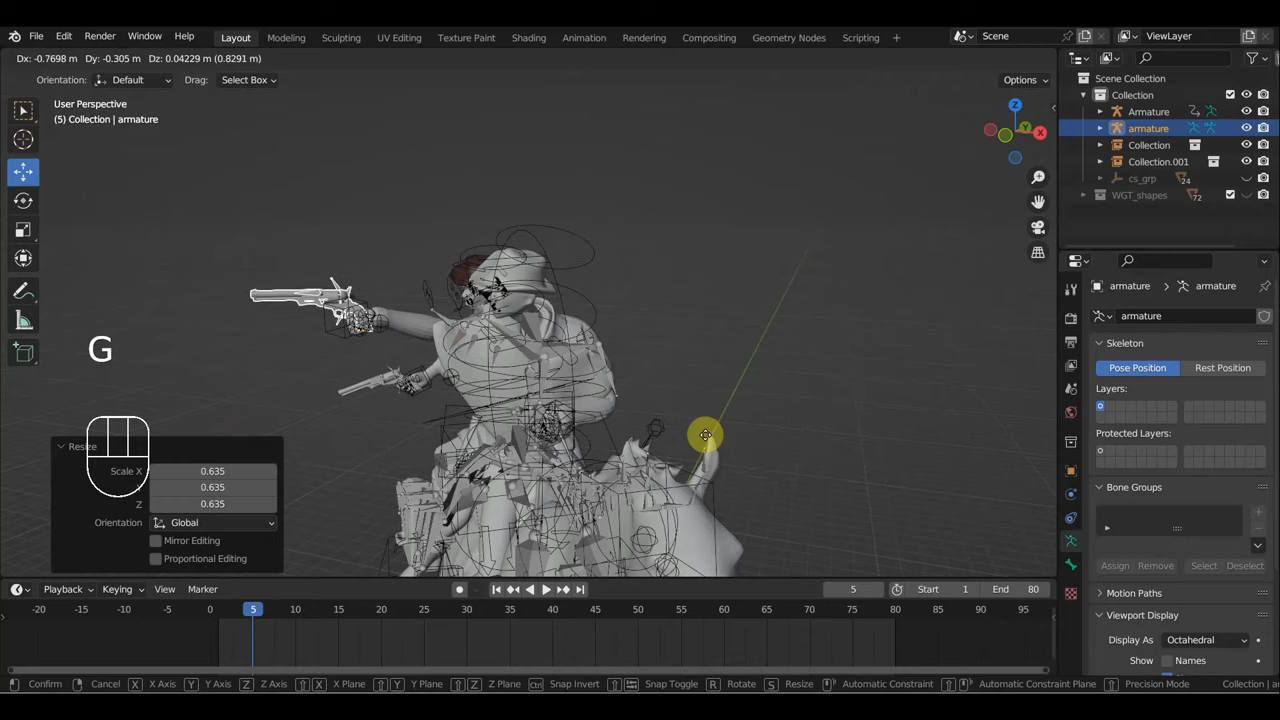 File Edit Render Window Help Layout Modeling Sculpting UV Editing Texture Paint Shading Animation Rendering Compositing Geometry Nodes Scripting + Scene ViewLayer
Dx: -0.7698 m Dy: -0.305 m Dz: 0.04229 m (0.8291 m)
Orientation: Default Drag: Select Box Options
Scene Collection
Collection
User Perspective
(5) Collection | armature
Armature
armature
Collection
Collection.001
cs_grp 24
WGT_shapes 72
Z
Y
X
armature armature
armature
Skeleton
Pose Position Rest Position
Layers:
Protected Layers:
Bone Groups
Assign Remove Select Deselect
Motion Paths
Viewport Display
Display As Octahedral
Show Names
G
Resize
Scale X 0.635
0.635
Z 0.635
Orientation Global
Mirror Editing
Proportional Editing
Playback Keying View Marker 5 Start 1 End 80
-20 -15 -10 -5 5 10 15 20 25 30 35 40 45 50 55 60 65 70 75 80 85 90 95
Confirm Cancel X X Axis Y Y Axis Z Z Axis X X Plane Y Y Plane Z Z Plane Ctrl Snap Invert Snap Toggle R Rotate S Resize Automatic Constraint Automatic Constraint Plane Precision Mode Collection | ar